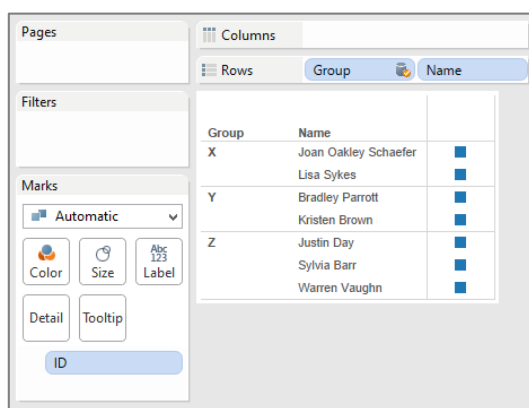 Pages
Columns
Rows Group Name
Filters
Group Name
X Joan Oakley Schaefer
Lisa Sykes
Y Bradley Parrott
Kristen Brown
Z Justin Day
Sylvia Barr
Warren Vaughn
Marks
Automatic
Abc
123
Color Size Label
Detail Tooltip
ID